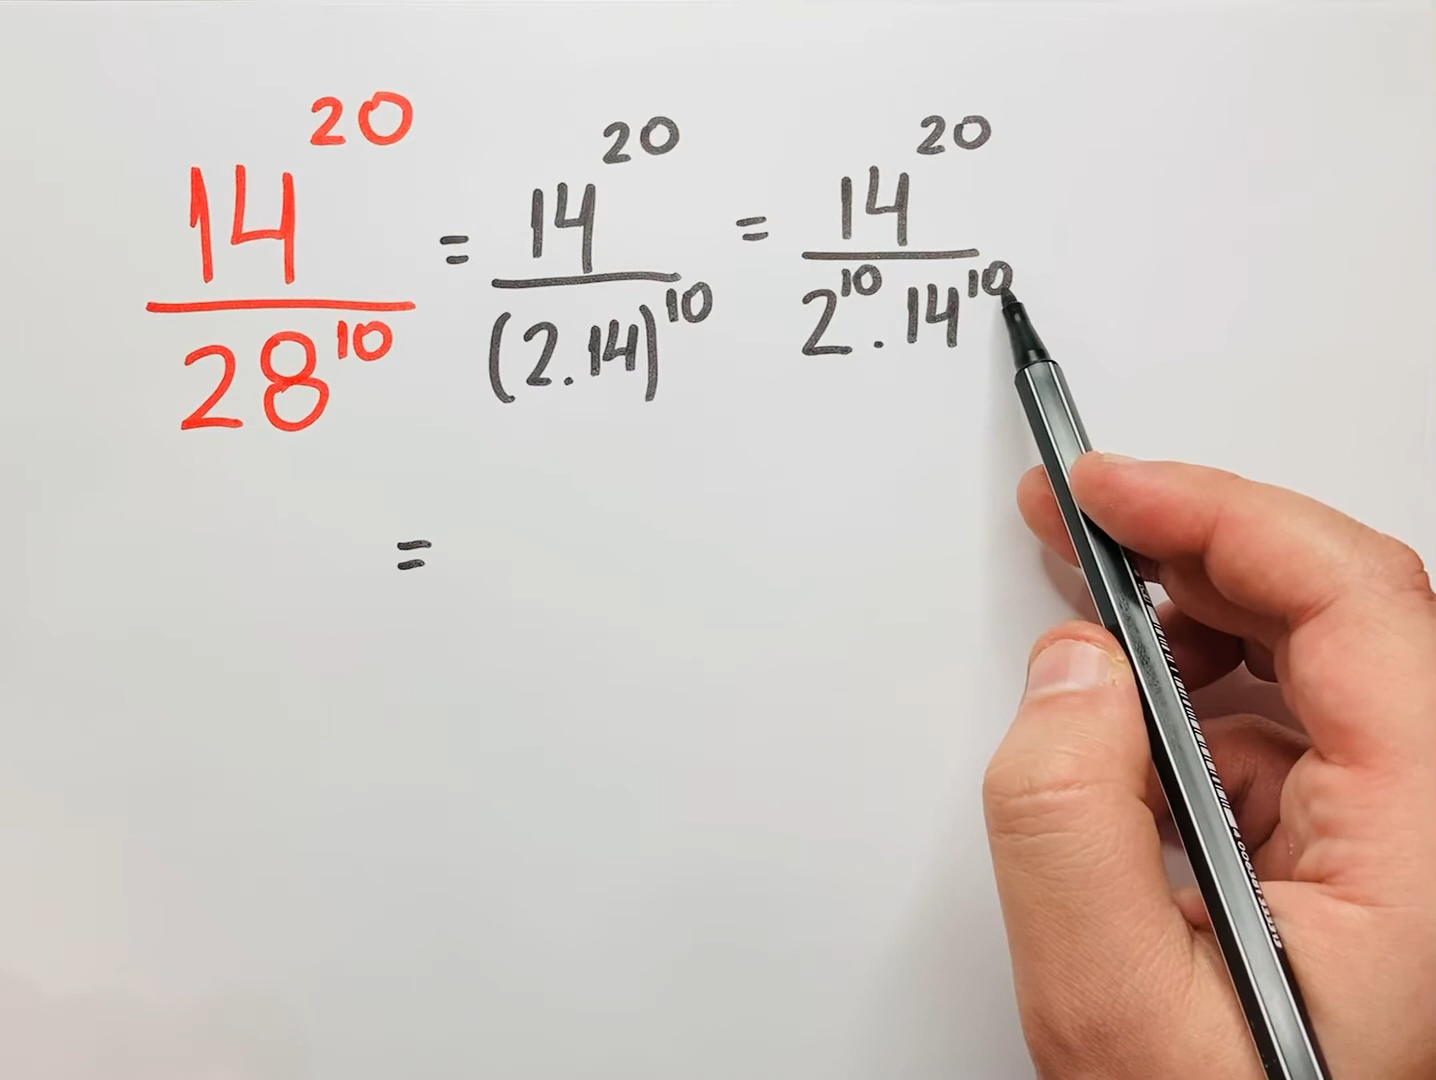 14^20 / 28^10 = 14^20 / (2.14)^10 = 14^20 / 2^10 . 14^10
=